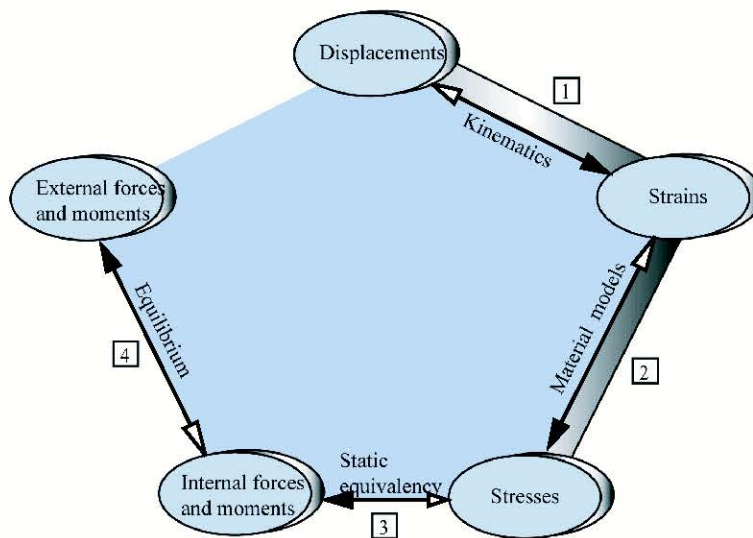 Displacements
1
Kinematics
External forces
and moments
Strains
Equilibrium
Material models
4
2
Static
equivalency
Internal forces
and moments
Stresses
3